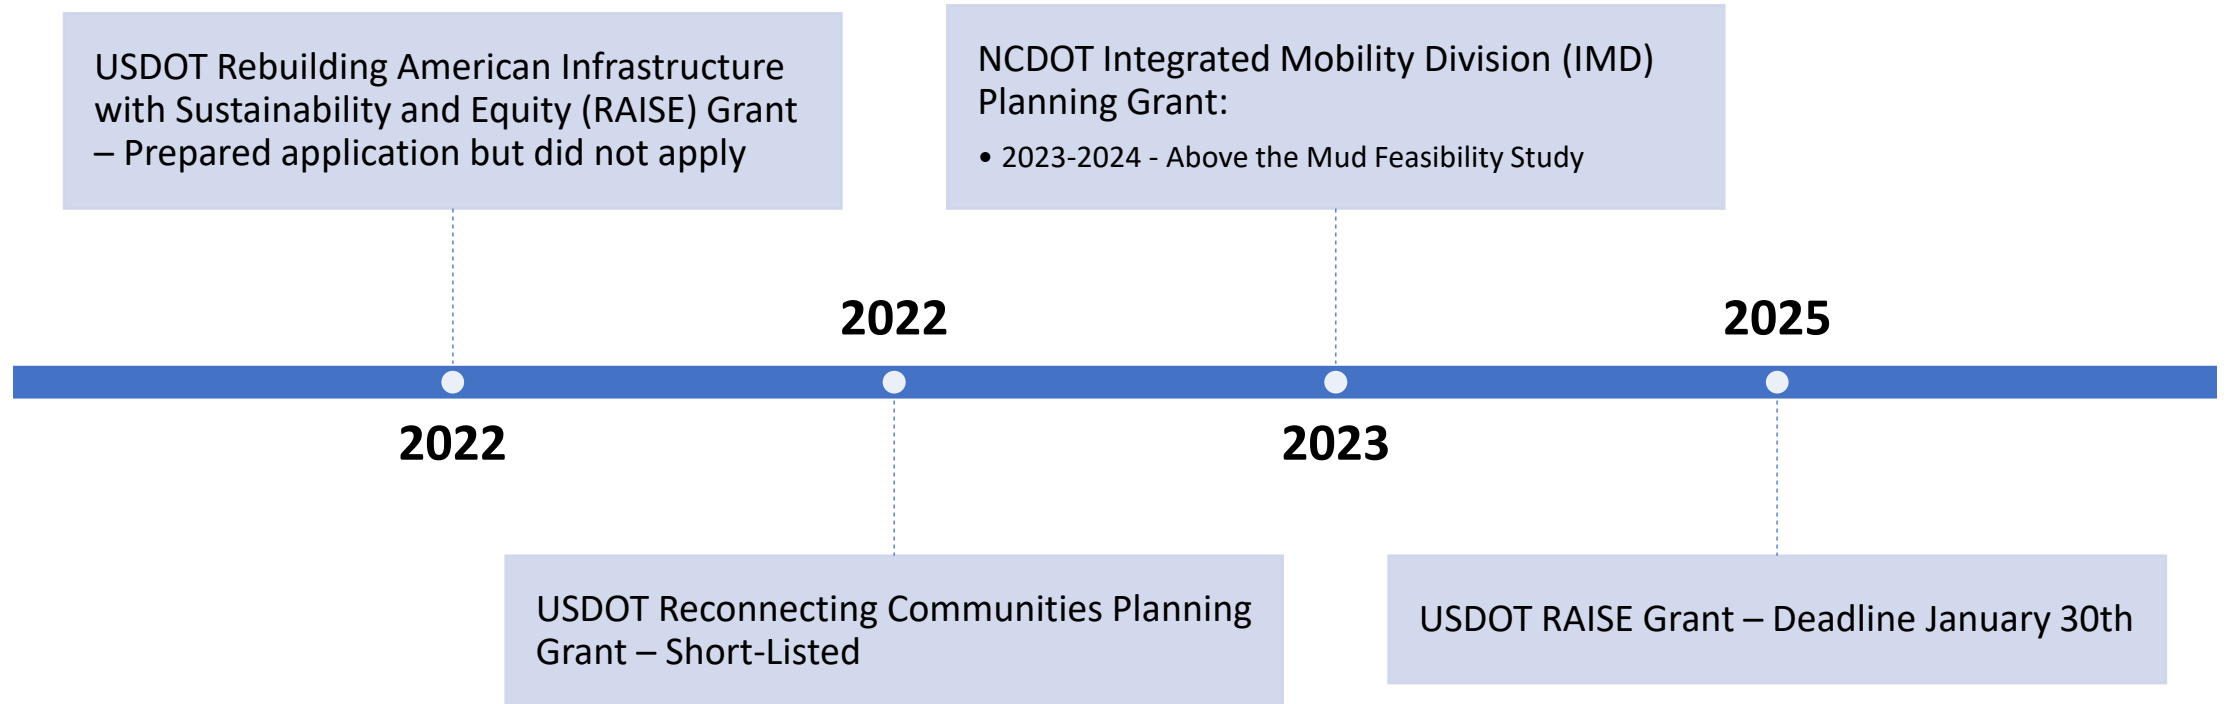 USDOT Rebuilding American Infrastructure
with Sustainability and Equity (RAISE) Grant
– Prepared application but did not apply
NCDOT Integrated Mobility Division (IMD)
Planning Grant:
• 2023-2024 - Above the Mud Feasibility Study
2022
2025
2022
2023
USDOT Reconnecting Communities Planning
Grant – Short-Listed
USDOT RAISE Grant – Deadline January 30th